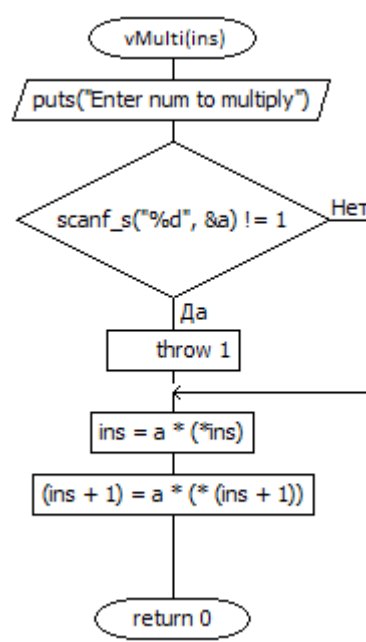 vMulti(ins)
puts("Enter num to multiply")
scanf_s("%d", &a) != 1
Нет
Да
throw 1
ins = a * (*ins)
(ins + 1) = a * (* (ins + 1))
return 0